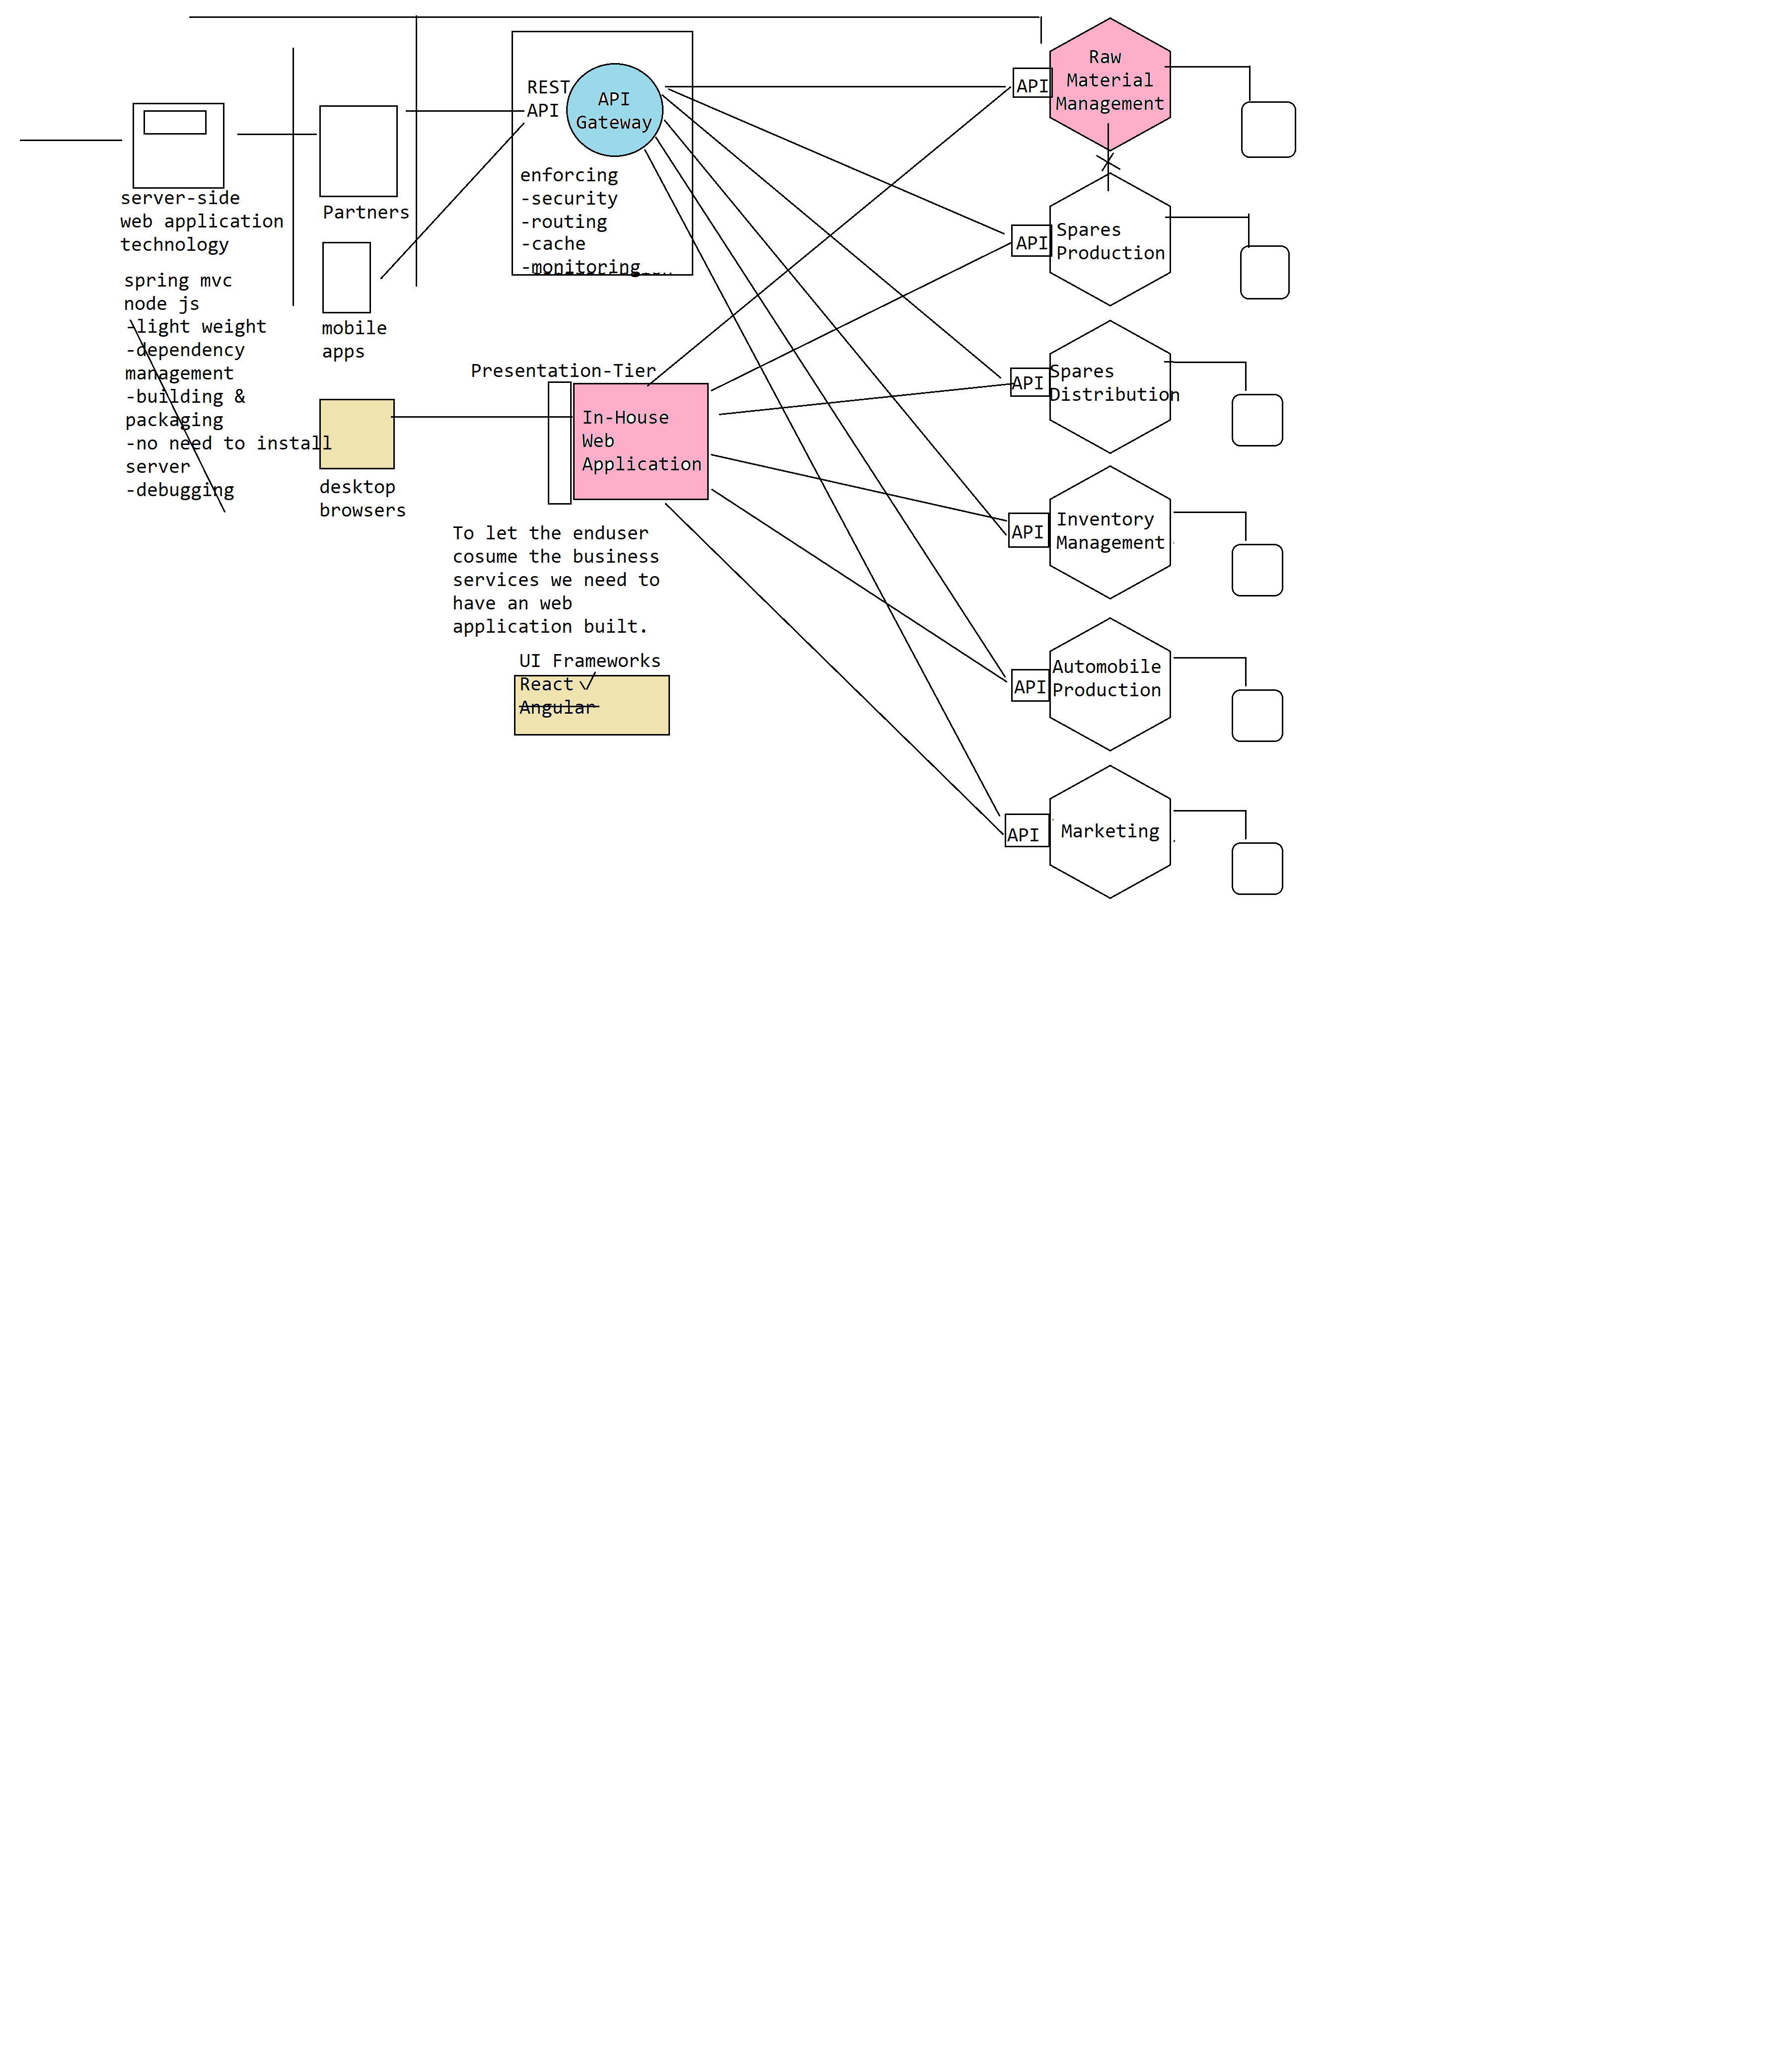 server-side
web application
technology
spring mvc
node js
-light weight
-dependency
management
-building &
packaging
-no need to install
server
-debugging
Partners
mobile
apps
desktop
browsers
REST
API
API
Gateway
enforcing
-security
-routing
-cache
-monitoring
Presentation-Tier
In-House
Web
Application
To let the enduser
cosume the business
services we need to
have an web
application built.
UI Frameworks
React
Angular
API
Raw
Material
Management
API
Spares
Production
API
Spares
Distribution
API
Inventory
Management
API
Automobile
Production
API
Marketing